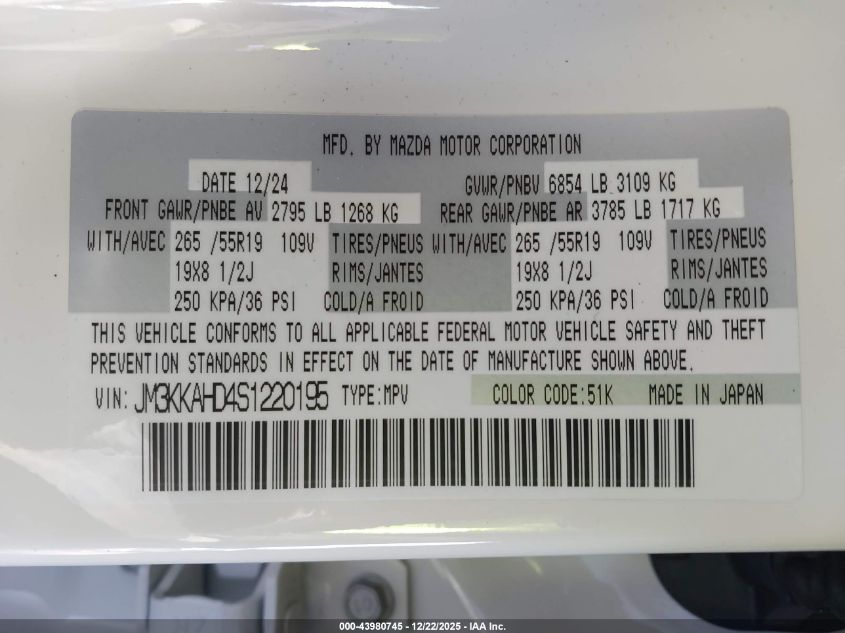 MFD. BY MAZDA MOTOR CORPORATION
DATE 12/24 GVWR/PNBV 6854 LB 3109 KG
FRONT GAWR/PNBE AV 2795 LB 1268 KG REAR GAWR/PNBE AR 3785 LB 1717 KG
WITH/AVEC 265 /55R19 109V TIRES/PNEUS WITH/AVEC 265 /55R19 109V TIRES/PNEUS
19X8 1/2J RIMS/JANTES 19X8 1/2J RIMS/JANTES
250 KPA/36 PSI COLD/A FROID 250 KPA/36 PSI COLD/A FROID
THIS VEHICLE CONFORMS TO ALL APPLICABLE FEDERAL MOTOR VEHICLE SAFETY AND THEFT
PREVENTION STANDARDS IN EFFECT ON THE DATE OF MANUFACTURE SHOWN ABOVE.
VIN: JM3KKAHD4S1220195 TYPE:MPV COLOR CODE:51K MADE IN JAPAN
000-43980745 - 12/22/2025 - IAA Inc.